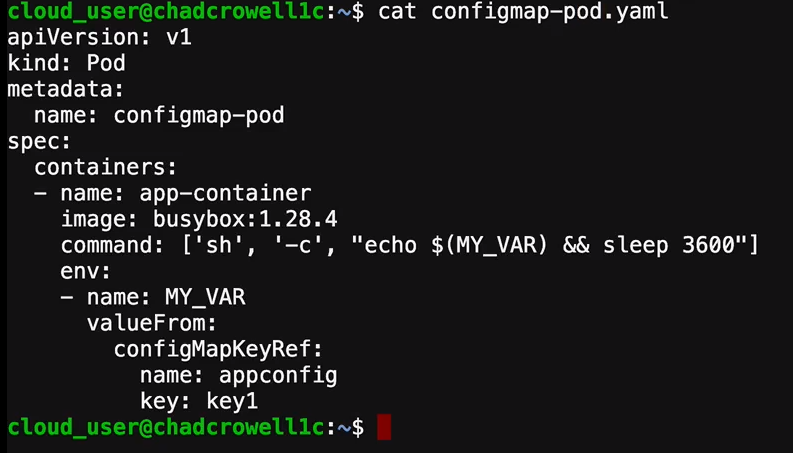 cloud_user@chadcrowell1c:~$ cat configmap-pod.yaml
apiVersion: v1
kind: Pod
metadata:
  name: configmap-pod
spec:
  containers:
  - name: app-container
    image: busybox:1.28.4
    command: ['sh', '-c', "echo $(MY_VAR) && sleep 3600"]
    env:
    - name: MY_VAR
      valueFrom:
        configMapKeyRef:
          name: appconfig
          key: key1
cloud_user@chadcrowell1c:~$